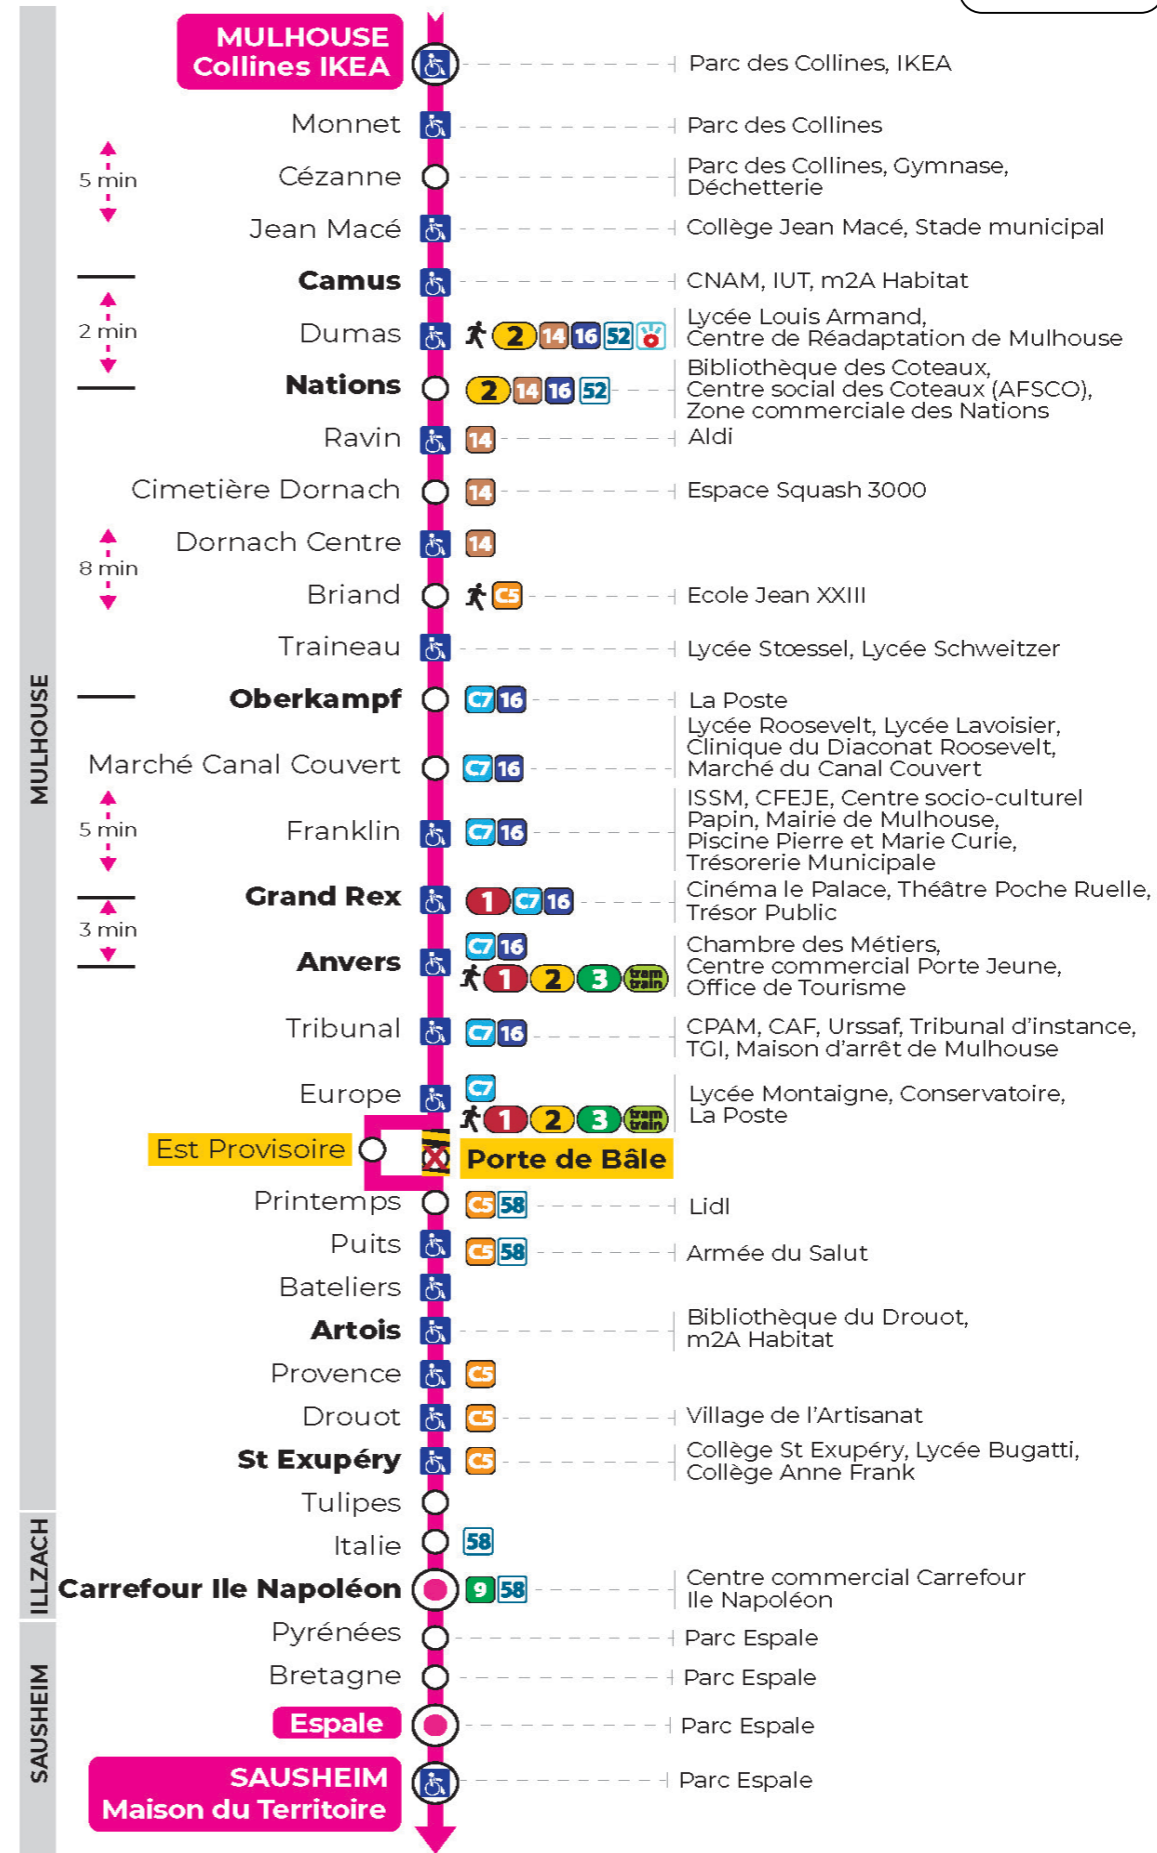 MULHOUSE
Collines IKEA
Parc des Collines, IKEA
Monnet
Parc des Collines
5 min
Cézanne
Parc des Collines, Gymnase,
Déchetterie
Jean Macé
Collège Jean Macé, Stade municipal
Camus
CNAM, IUT, m2A Habitat
2 min
Dumas
2 14 16 52
Lycée Louis Armand,
Centre de Réadaptation de Mulhouse
Nations
2 14 16 52
Bibliothèque des Coteaux,
Centre social des Coteaux (AFSCO),
Zone commerciale des Nations
Ravin
14
Aldi
Cimetière Dornach
14
Espace Squash 3000
Dornach Centre
14
8 min
Briand
C5
Ecole Jean XXIII
Traineau
Lycée Stœssel, Lycée Schweitzer
Oberkampf
C7 16
La Poste
Marché Canal Couvert
C7 16
Lycée Roosevelt, Lycée Lavoisier,
Clinique du Diaconat Roosevelt,
Marché du Canal Couvert
5 min
Franklin
C7 16
ISSM, CFEJE, Centre socio-culturel
Papin, Mairie de Mulhouse,
Piscine Pierre et Marie Curie,
Trésorerie Municipale
Grand Rex
1 C7 16
Cinéma le Palace, Théâtre Poche Ruelle,
Trésor Public
3 min
Anvers
C7 16
1 2 3 tram train
Chambre des Métiers,
Centre commercial Porte Jeune,
Office de Tourisme
Tribunal
C7 16
CPAM, CAF, Urssaf, Tribunal d'instance,
TGI, Maison d'arrêt de Mulhouse
Europe
C7
1 2 3 tram train
Lycée Montaigne, Conservatoire,
La Poste
Est Provisoire
Porte de Bâle
Printemps
C5 58
Lidl
Puits
C5 58
Armée du Salut
Bateliers
Artois
Bibliothèque du Drouot,
m2A Habitat
Provence
C5
Drouot
C5
Village de l'Artisanat
St Exupéry
C5
Collège St Exupéry, Lycée Bugatti,
Collège Anne Frank
Tulipes
Italie
58
Carrefour Ile Napoléon
9 58
Centre commercial Carrefour
Ile Napoléon
Pyrénées
Parc Espale
Bretagne
Parc Espale
Espale
Parc Espale
SAUSHEIM
Maison du Territoire
Parc Espale
MULHOUSE
ILLZACH
SAUSHEIM